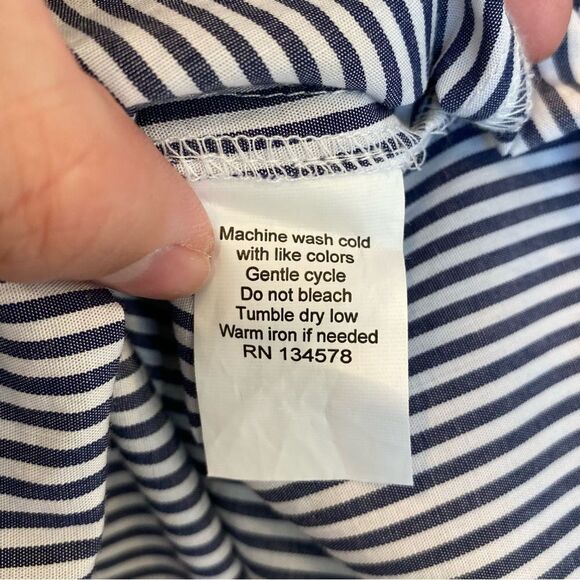 Machine wash cold
with like colors
Gentle cycle
Do not bleach
Tumble dry low
Warm iron if needed
RN 134578